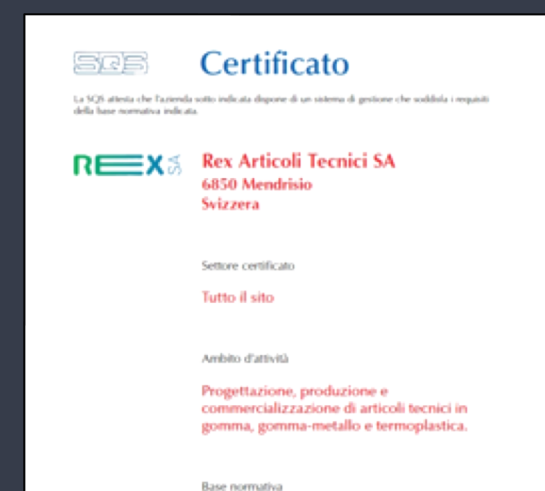 SQS Certificato
La SQS attesta che l'azienda sotto indicata dispone di un sistema di gestione che soddisfa i requisiti
della base normativa indicata.
REX SA Rex Articoli Tecnici SA
6850 Mendrisio
Svizzera
Settore certificato
Tutto il sito
Ambito d'attività
Progettazione, produzione e
commercializzazione di articoli tecnici in
gomma, gomma-metallo e termoplastica.
Base normativa